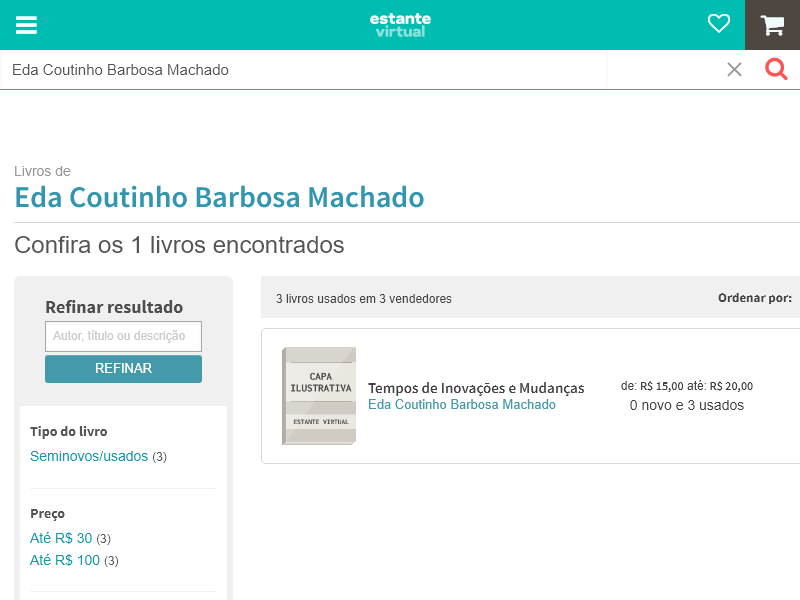 estante
virtual
Eda Coutinho Barbosa Machado
Livros de
Eda Coutinho Barbosa Machado
Confira os 1 livros encontrados
Refinar resultado
Autor, título ou descrição
REFINAR
Tipo do livro
Seminovos/usados (3)
Preço
Até R$ 30 (3)
Até R$ 100 (3)
3 livros usados em 3 vendedores
Ordenar por:
CAPA
ILUSTRATIVA
ESTANTE VIRTUAL
Tempos de Inovações e Mudanças
Eda Coutinho Barbosa Machado
de: R$ 15,00 até: R$ 20,00
0 novo e 3 usados